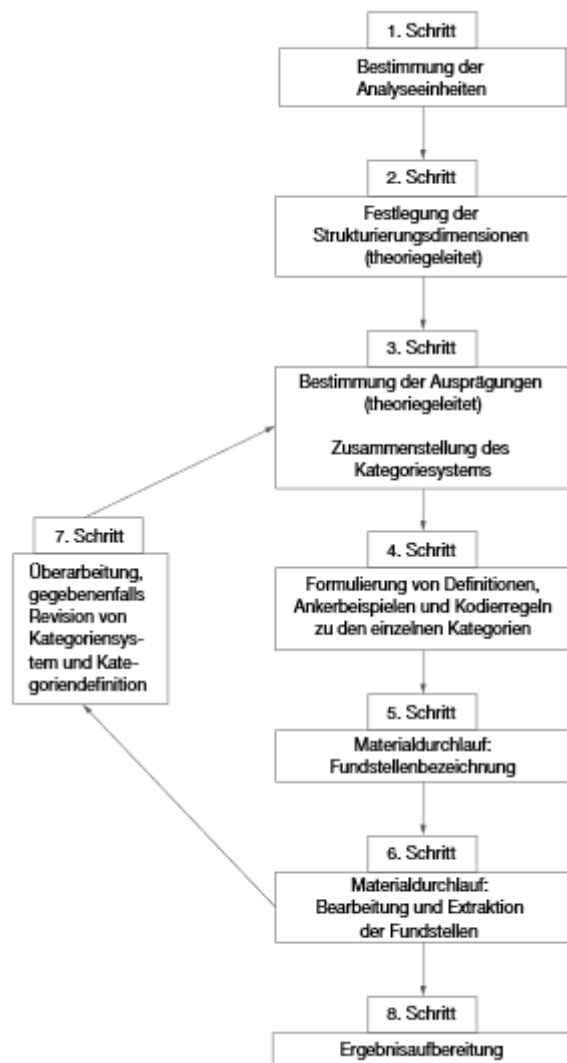 1. Schritt
Bestimmung der
Analyseeinheiten
2. Schritt
Festlegung der
Strukturierungsdimensionen
(theoriegeleitet)
3. Schritt
Bestimmung der Ausprägungen
(theoriegeleitet)
Zusammenstellung des
Kategoriesystems
4. Schritt
Formulierung von Definitionen,
Ankerbeispielen und Kodierregeln
zu den einzelnen Kategorien
5. Schritt
Materialdurchlauf:
Fundstellenbezeichnung
6. Schritt
Materialdurchlauf:
Bearbeitung und Extraktion
der Fundstellen
7. Schritt
Überarbeitung,
gegebenenfalls
Revision von
Kategoriensys-
tem und Kate-
goriendefinition
8. Schritt
Ergebnisaufbereitung